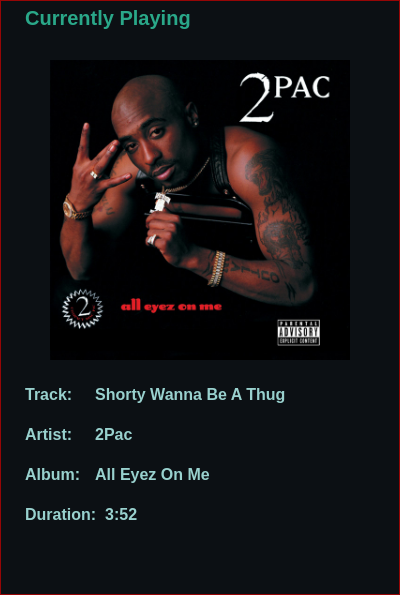 Currently Playing
2PAC
2
all eyez on me
PARENTAL
ADVISORY
EXPLICIT CONTENT
Track: Shorty Wanna Be A Thug
Artist: 2Pac
Album: All Eyez On Me
Duration: 3:52